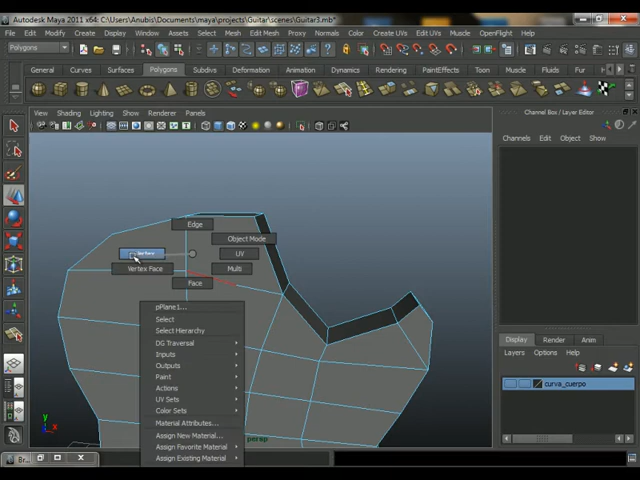 Autodesk Maya 2011 x64: C:\Users\Anubis\Documents\maya\projects\Guitar\scenes\Guitar3.mb*
File Edit Modify Create Display Window Assets Select Mesh Edit Mesh Proxy Normals Color Create UVs Edit UVs Muscle OpenFlight Help
Polygons
General Curves Surfaces Polygons Subdivs Deformation Animation Dynamics Rendering PaintEffects Toon Muscle Fluids
View Shading Lighting Show Renderer Panels
Channel Box / Layer Editor
Channels Edit Object Show
Edge
Object Mode
Vertex
UV
Vertex Face
Multi
Face
pPlane1...
Select
Select Hierarchy
DG Traversal
Inputs
Outputs
Paint
Actions
UV Sets
Color Sets
Material Attributes...
Assign New Material...
Assign Favorite Material
Assign Existing Material
persp
y
x
Display Render Anim
Layers Options Help
curva_cuerpo
Br...